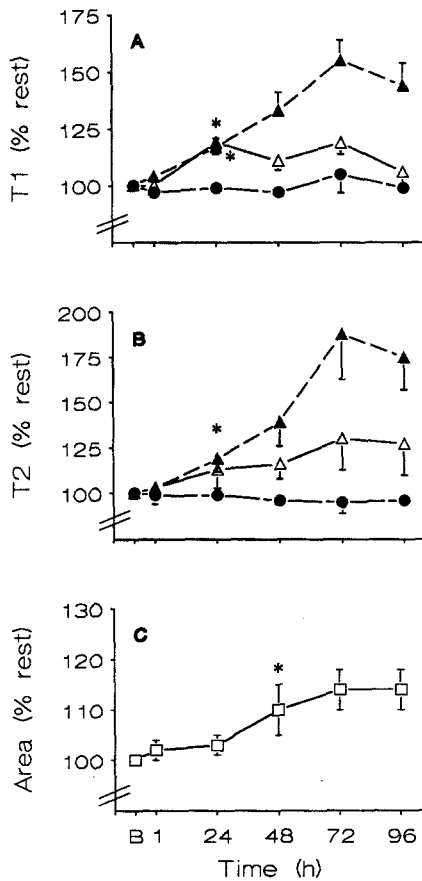 175
A
150
T1 (% rest)
*
125
*
100
200
B
175
T2 (% rest)
150
*
125
100
130
C
120
Area (% rest)
*
110
100
B 1 24 48 72 96
Time (h)